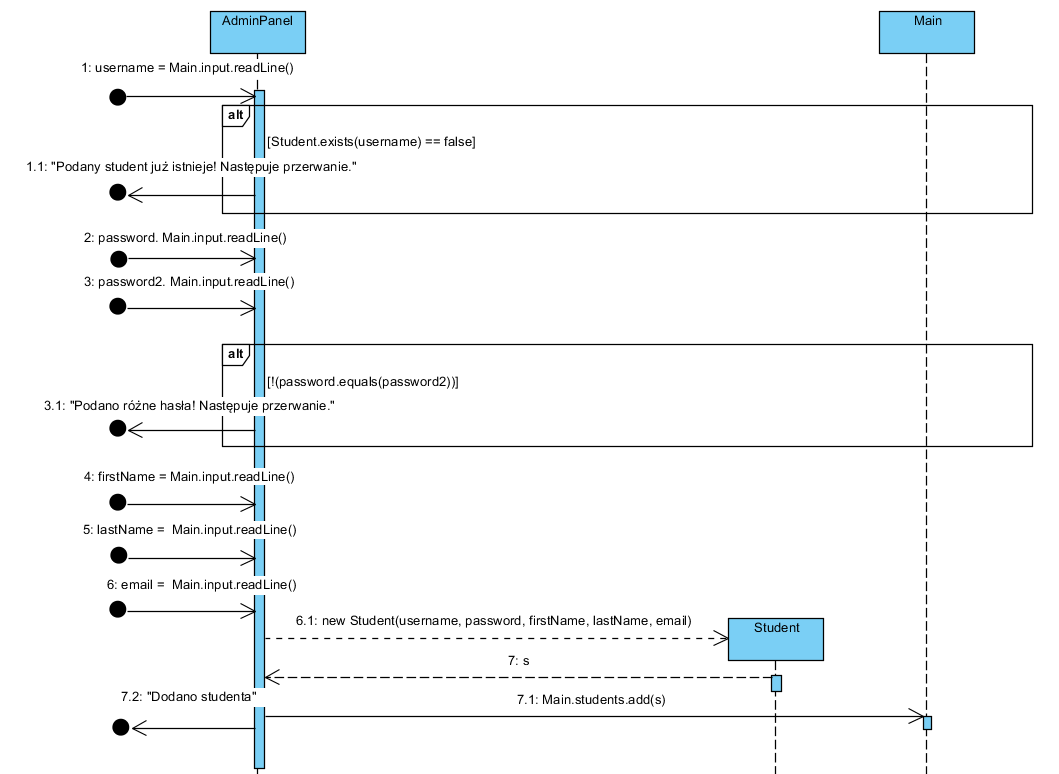 AdminPanel
Main
1: username = Main.input.readLine()
alt
[Student.exists(username) == false]
1.1: "Podany student już istnieje! Następuje przerwanie."
2: password. Main.input.readLine()
3: password2. Main.input.readLine()
alt
[!(password.equals(password2))]
3.1: "Podano różne hasła! Następuje przerwanie."
4: firstName = Main.input.readLine()
5: lastName =  Main.input.readLine()
6: email =  Main.input.readLine()
6.1: new Student(username, password, firstName, lastName, email)
Student
7: s
7.2: "Dodano studenta"
7.1: Main.students.add(s)